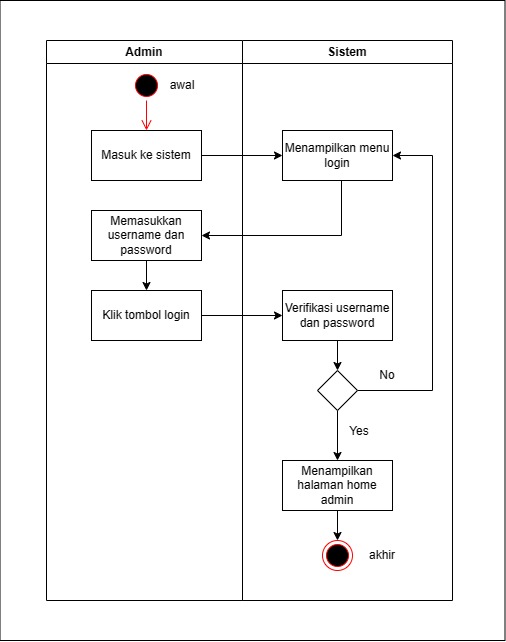 Admin
Sistem
awal
Masuk ke sistem
Menampilkan menu
login
Memasukkan
username dan
password
Klik tombol login
Verifikasi username
dan password
No
Yes
Menampilkan
halaman home
admin
akhir